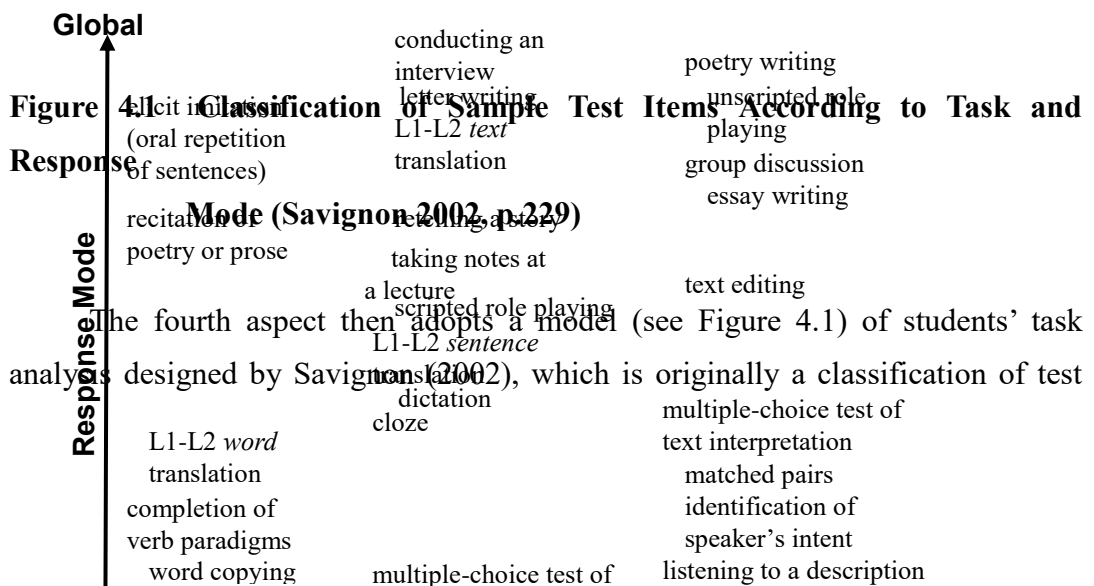 Global
conducting an
interview
poetry writing
letter writing
unscripted role
Figure 4.1 Classification of Sample Test Items According to Task and
elicit imitation
(oral repetition
L1-L2 text
playing
Response
of sentences)
translation
group discussion
essay writing
Mode (Savignon 2002, p.229)
recitation of
retelling a story
poetry or prose
taking notes at
a lecture
text editing
Response Mode
scripted role playing
The fourth aspect then adopts a model (see Figure 4.1) of students’ task
L1-L2 sentence
translation
analysis designed by Savignon (2002), which is originally a classification of test
dictation
cloze
multiple-choice test of
text interpretation
L1-L2 word
translation
matched pairs
identification of
speaker’s intent
completion of
verb paradigms
word copying
multiple-choice test of
listening to a description